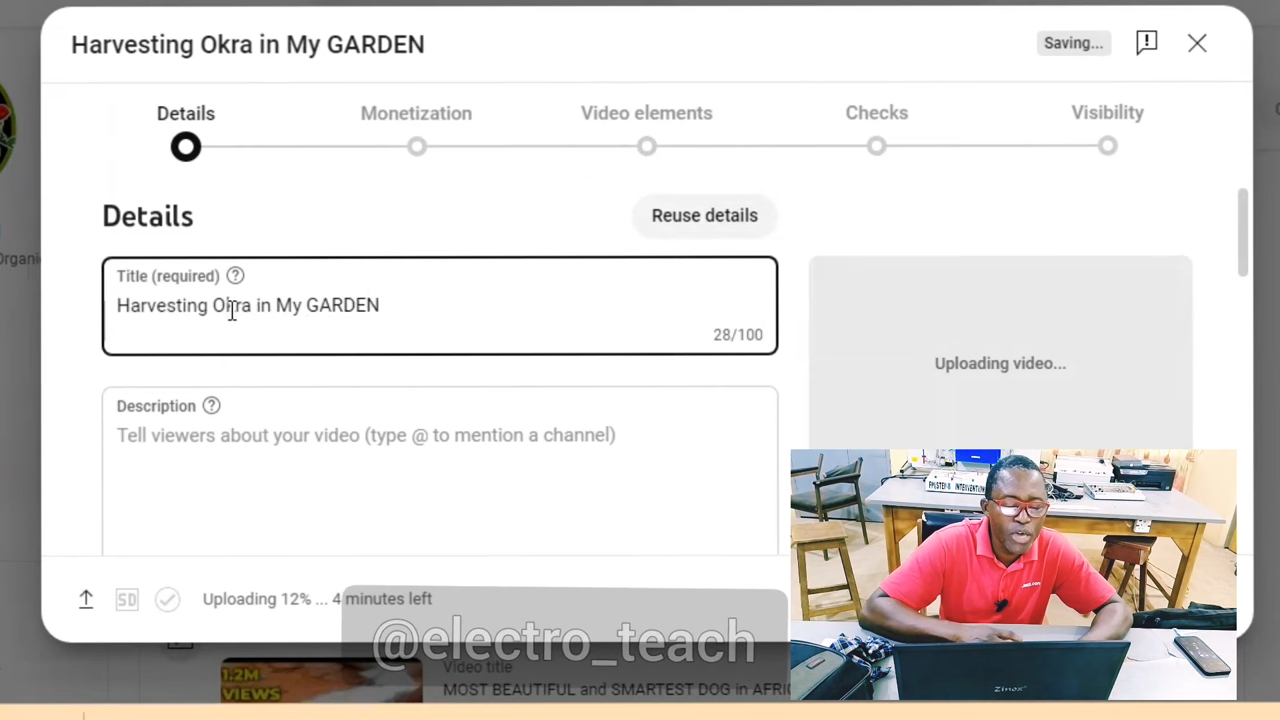 Harvesting Okra in My GARDEN
Saving...
Details
Monetization
Video elements
Checks
Visibility
Details
Reuse details
Title (required)
Harvesting Okra in My GARDEN
28/100
Uploading video...
Description
Tell viewers about your video (type @ to mention a channel)
SD
Uploading 12% ... 4 minutes left
@electro_teach
Video title
1.2M
VIEWS
MOST BEAUTIFUL and SMARTEST DOG in AFRI
Organi
Zinox